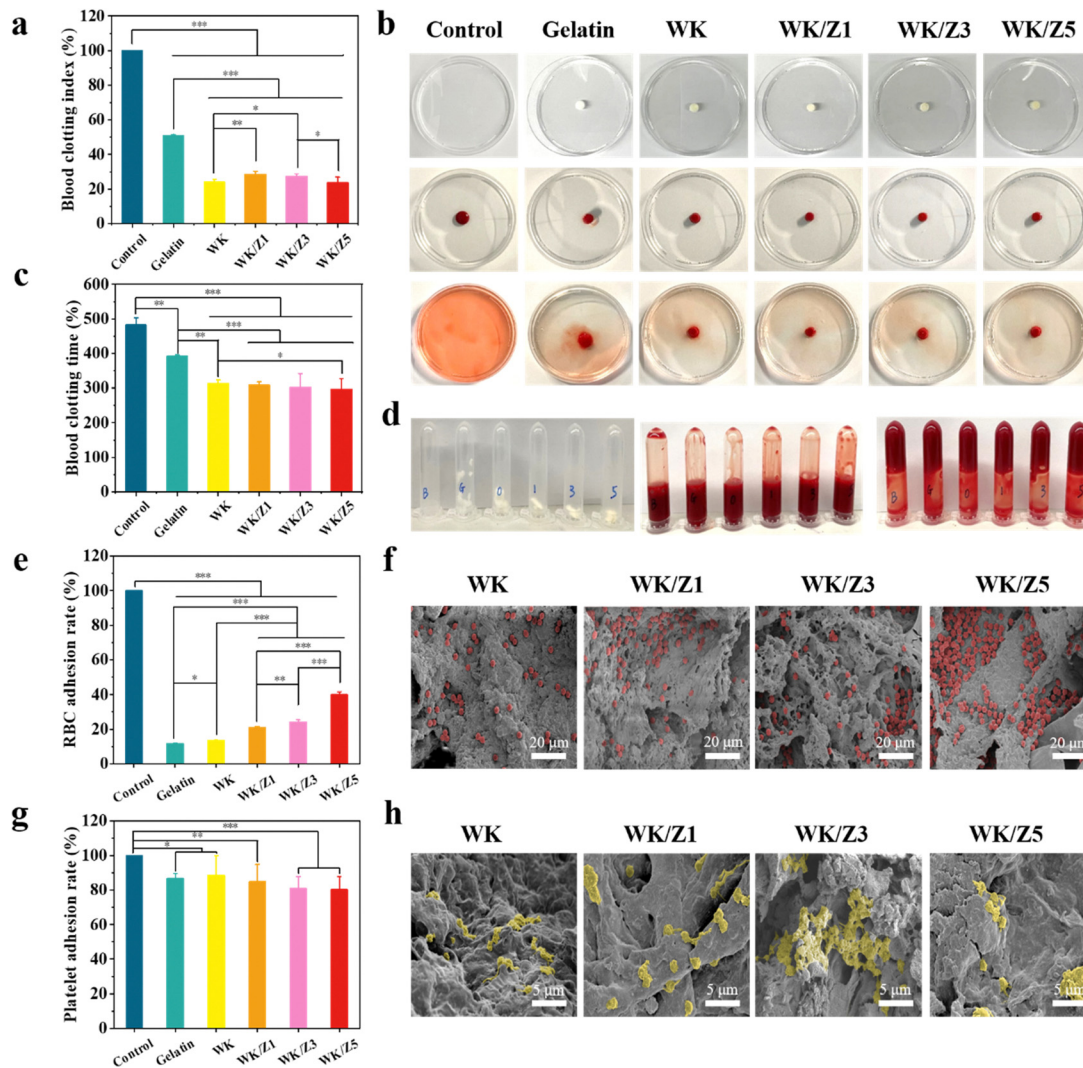 a
Blood clotting index (%)
120
100
80
60
40
20
0
***
***
*
**
*
Control
Gelatin
WK
WK/Z1
WK/Z3
WK/Z5
b
Control Gelatin WK WK/Z1 WK/Z3 WK/Z5
c
Blood clotting time (%)
600
500
400
300
200
100
0
***
**
***
**
*
Control
Gelatin
WK
WK/Z1
WK/Z3
WK/Z5
d
B G 0 1 3 5
B G 0 1 3 5
e
RBC adhesion rate (%)
120
100
80
60
40
20
0
***
***
***
***
*
**
***
Control
Gelatin
WK
WK/Z1
WK/Z3
WK/Z5
f
WK WK/Z1 WK/Z3 WK/Z5
20 μm 20 μm 20 μm 20 μm
g
Platelet adhesion rate (%)
120
100
80
60
40
20
0
***
**
*
Control
Gelatin
WK
WK/Z1
WK/Z3
WK/Z5
h
WK WK/Z1 WK/Z3 WK/Z5
5 μm 5 μm 5 μm 5 μm